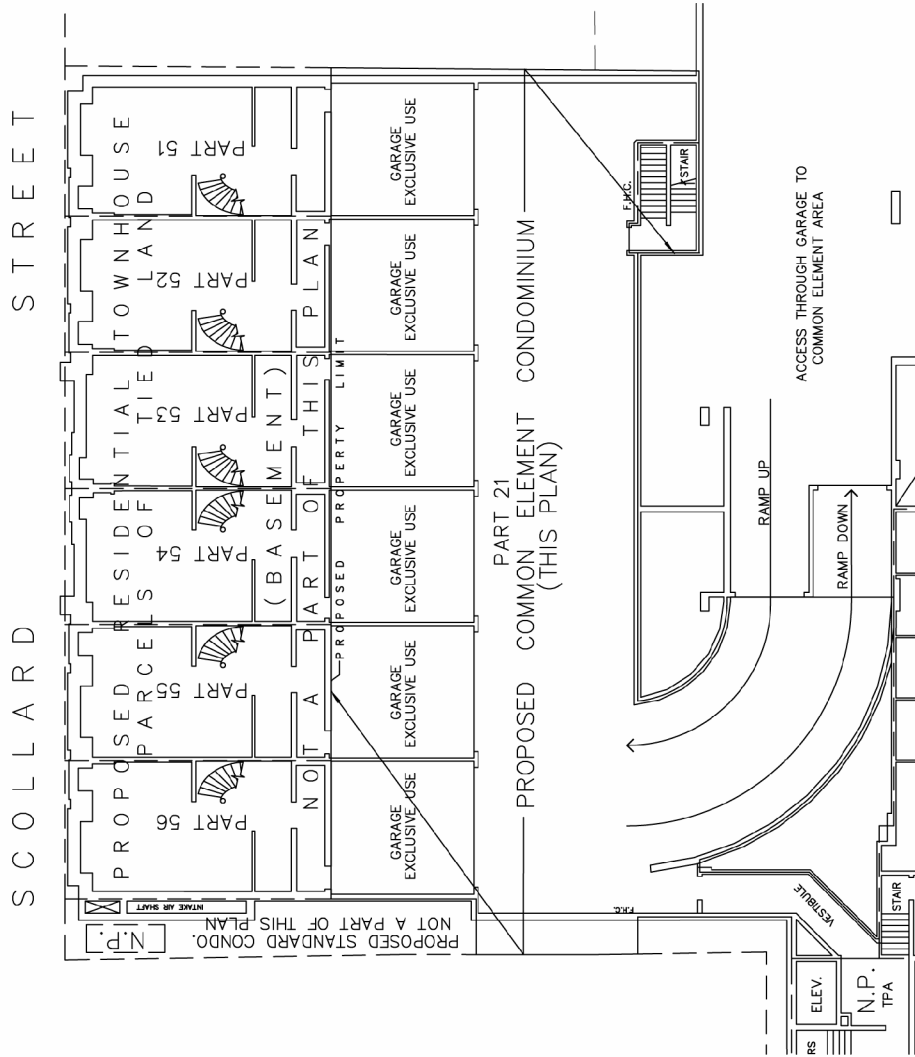 SCOLLARD STREET
PROPOSED RESIDENTIAL TOWNHOUSE
PARCELS OF TIED LAND
PART 51
PART 52
PART 53
PART 54
PART 55
PART 56
(BASEMENT)
NOT A PART OF THIS PLAN
PROPOSED PROPERTY LIMIT
GARAGE
EXCLUSIVE USE
GARAGE
EXCLUSIVE USE
GARAGE
EXCLUSIVE USE
GARAGE
EXCLUSIVE USE
GARAGE
EXCLUSIVE USE
GARAGE
EXCLUSIVE USE
PART 21
PROPOSED COMMON ELEMENT CONDOMINIUM
(THIS PLAN)
F.H.C.
STAIR
ACCESS THROUGH GARAGE TO
COMMON ELEMENT AREA
RAMP UP
RAMP DOWN
INTAKE AIR SHAFT
N.P.
PROPOSED STANDARD CONDO.
NOT A PART OF THIS PLAN
F.H.C.
VESTIBULE
STAIR
ELEV.
N.P.
TPA
RS